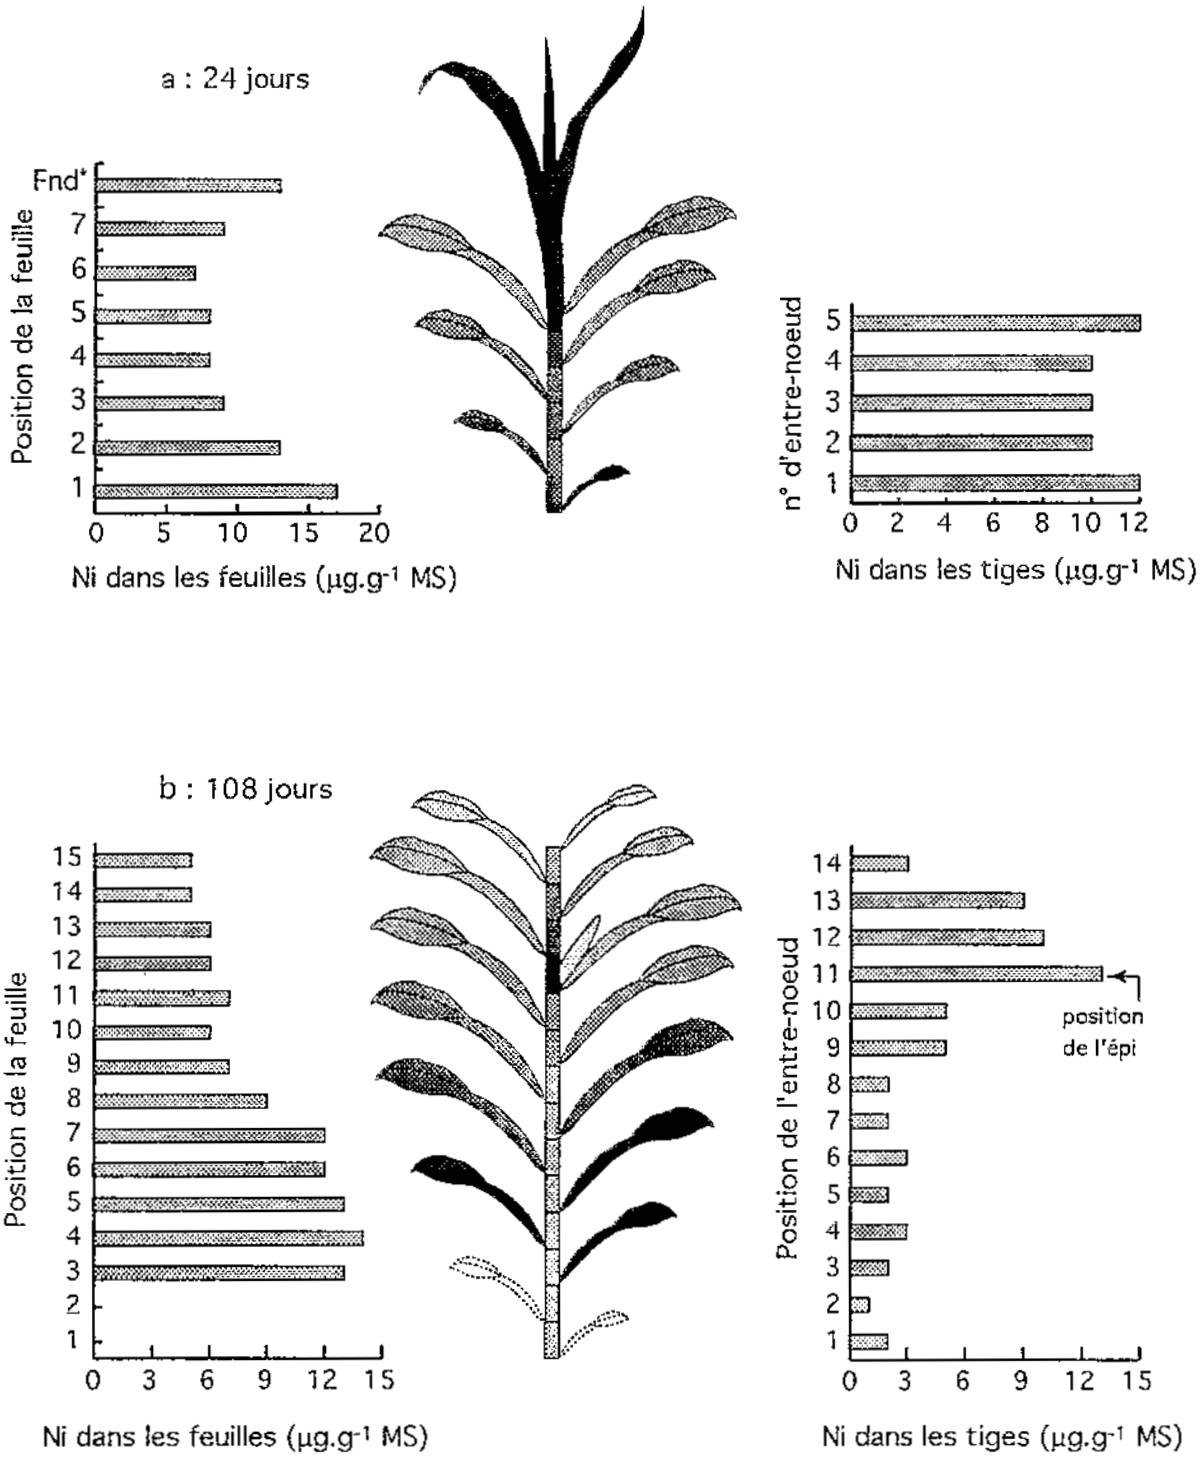 a : 24 jours
Position de la feuille
Fnd*
7
6
5
4
3
2
1
0 5 10 15 20
Ni dans les feuilles (µg.g-1 MS)
n° d'entre-noeud
5
4
3
2
1
0 2 4 6 8 10 12
Ni dans les tiges (µg.g-1 MS)
b : 108 jours
Position de la feuille
15
14
13
12
11
10
9
8
7
6
5
4
3
2
1
0 3 6 9 12 15
Ni dans les feuilles (µg.g-1 MS)
Position de l'entre-noeud
14
13
12
11
10
9
8
7
6
5
4
3
2
1
position
de l'épi
0 3 6 9 12 15
Ni dans les tiges (µg.g-1 MS)